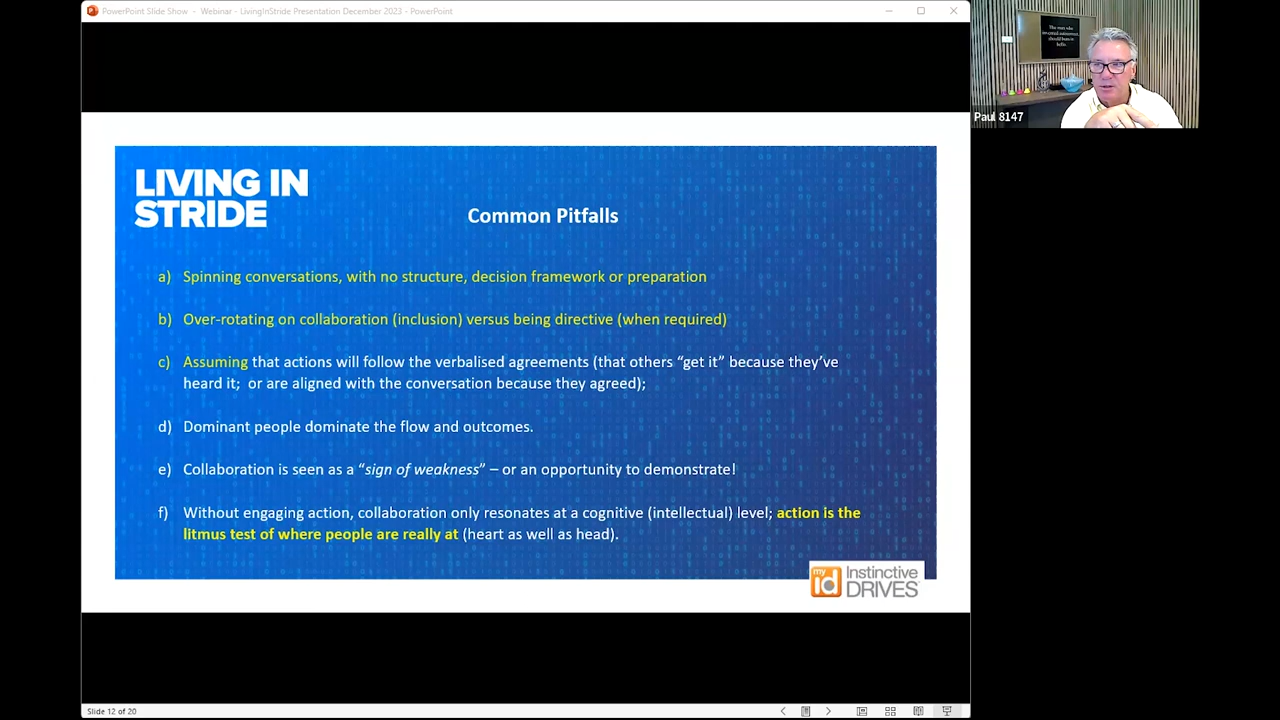 PowerPoint Slide Show - Webinar - LivingInStride Presentation December 2023 - PowerPoint
Paul 8147
LIVING IN
STRIDE
Common Pitfalls
a) Spinning conversations, with no structure, decision framework or preparation
b) Over-rotating on collaboration (inclusion) versus being directive (when required)
c) Assuming that actions will follow the verbalised agreements (that others “get it” because they’ve
heard it; or are aligned with the conversation because they agreed);
d) Dominant people dominate the flow and outcomes.
e) Collaboration is seen as a “sign of weakness” – or an opportunity to demonstrate!
f) Without engaging action, collaboration only resonates at a cognitive (intellectual) level; action is the
litmus test of where people are really at (heart as well as head).
my
id
Instinctive
DRIVES
Slide 12 of 20